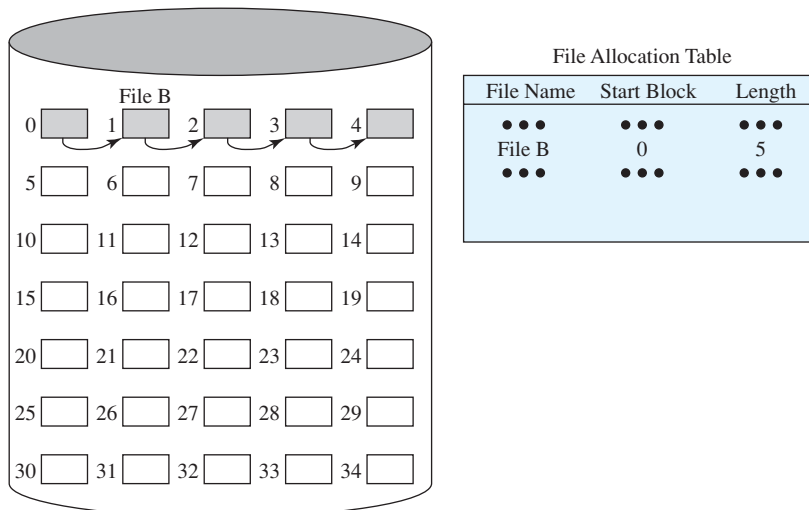 File Allocation Table
File Name Start Block Length
••• ••• •••
File B 0 5
••• ••• •••
File B
0 1 2 3 4
5 6 7 8 9
10 11 12 13 14
15 16 17 18 19
20 21 22 23 24
25 26 27 28 29
30 31 32 33 34